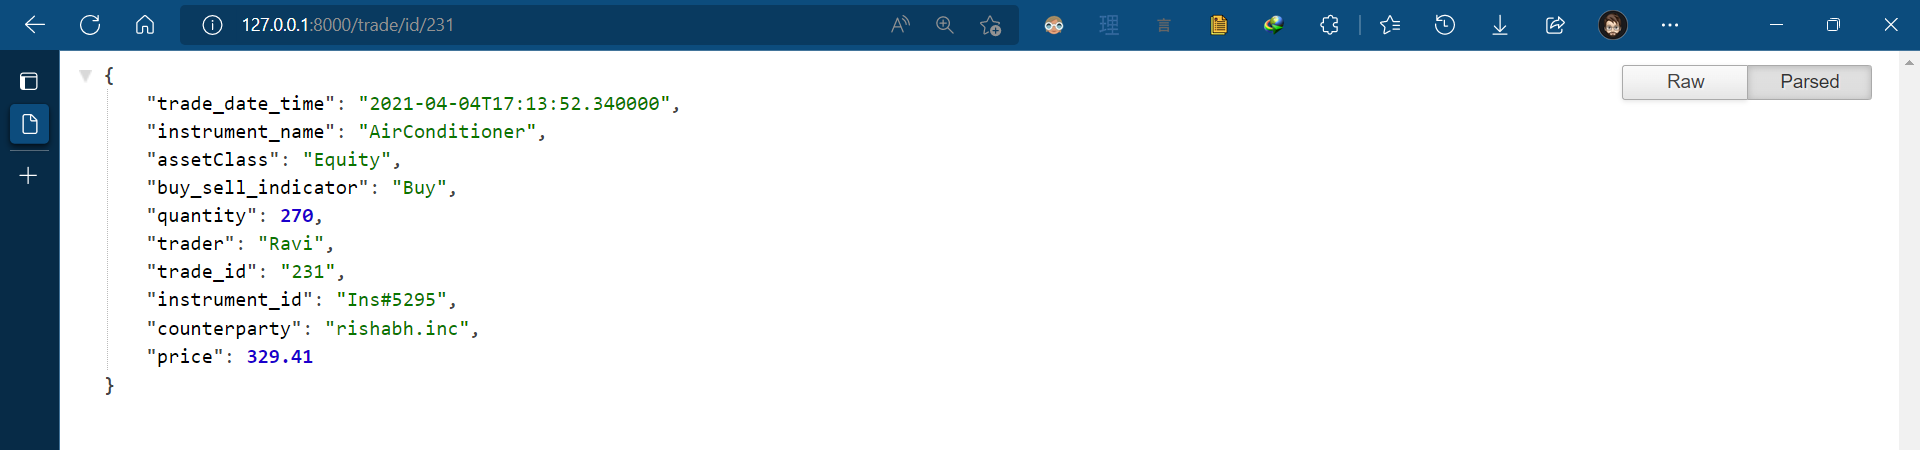 127.0.0.1:8000/trade/id/231
Raw Parsed
{
"trade_date_time": "2021-04-04T17:13:52.340000",
"instrument_name": "AirConditioner",
"assetClass": "Equity",
"buy_sell_indicator": "Buy",
"quantity": 270,
"trader": "Ravi",
"trade_id": "231",
"instrument_id": "Ins#5295",
"counterparty": "rishabh.inc",
"price": 329.41
}